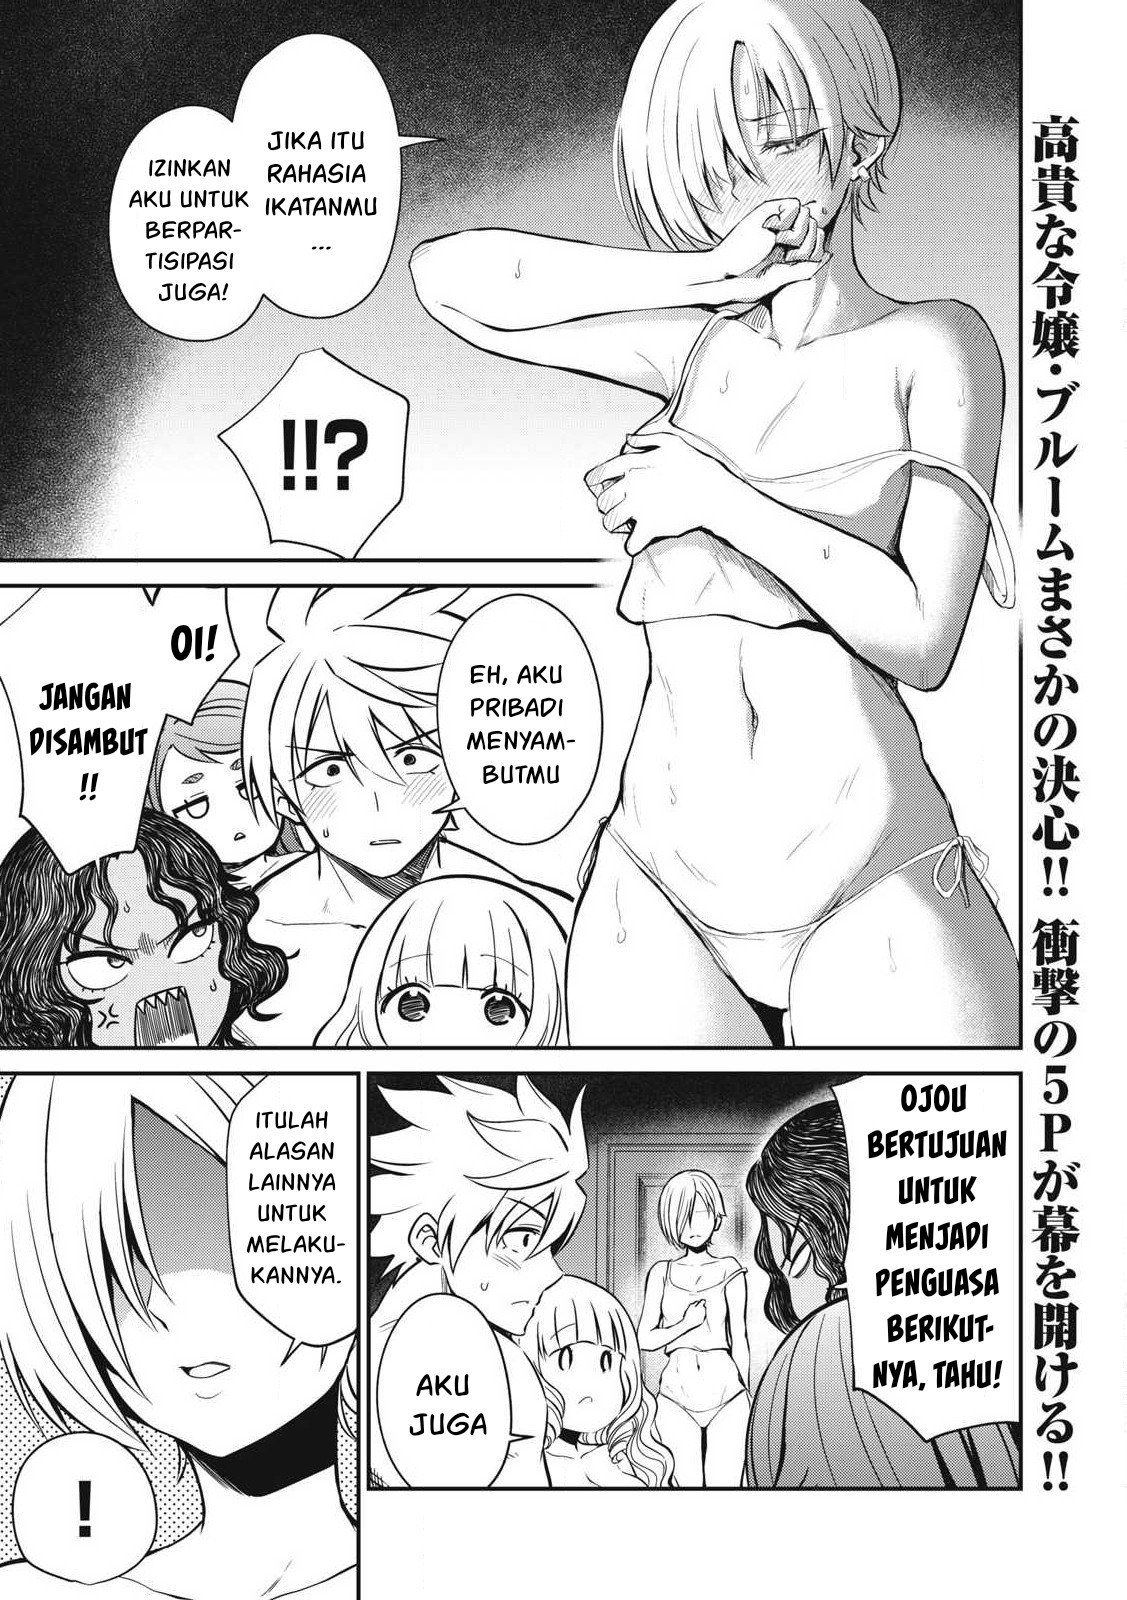 高貴な令嬢・ブルームまさかの決心!! 衝撃の5Pが幕を開ける!!
JIKA ITU
RAHASIA
IKATANMU
...
IZINKAN
AKU UNTUK
BERPAR-
TISIPASI
JUGA!
!!?
EH, AKU
PRIBADI
MENYAM-
BUTMU
OI!
JANGAN
DISAMBUT
!!
OJOU
BERTUJUAN
UNTUK
MENJADI
PENGUASA
BERIKUT-
NYA, TAHU!
AKU
JUGA
ITULAH
ALASAN
LAINNYA
UNTUK
MELAKU-
KANNYA.
!